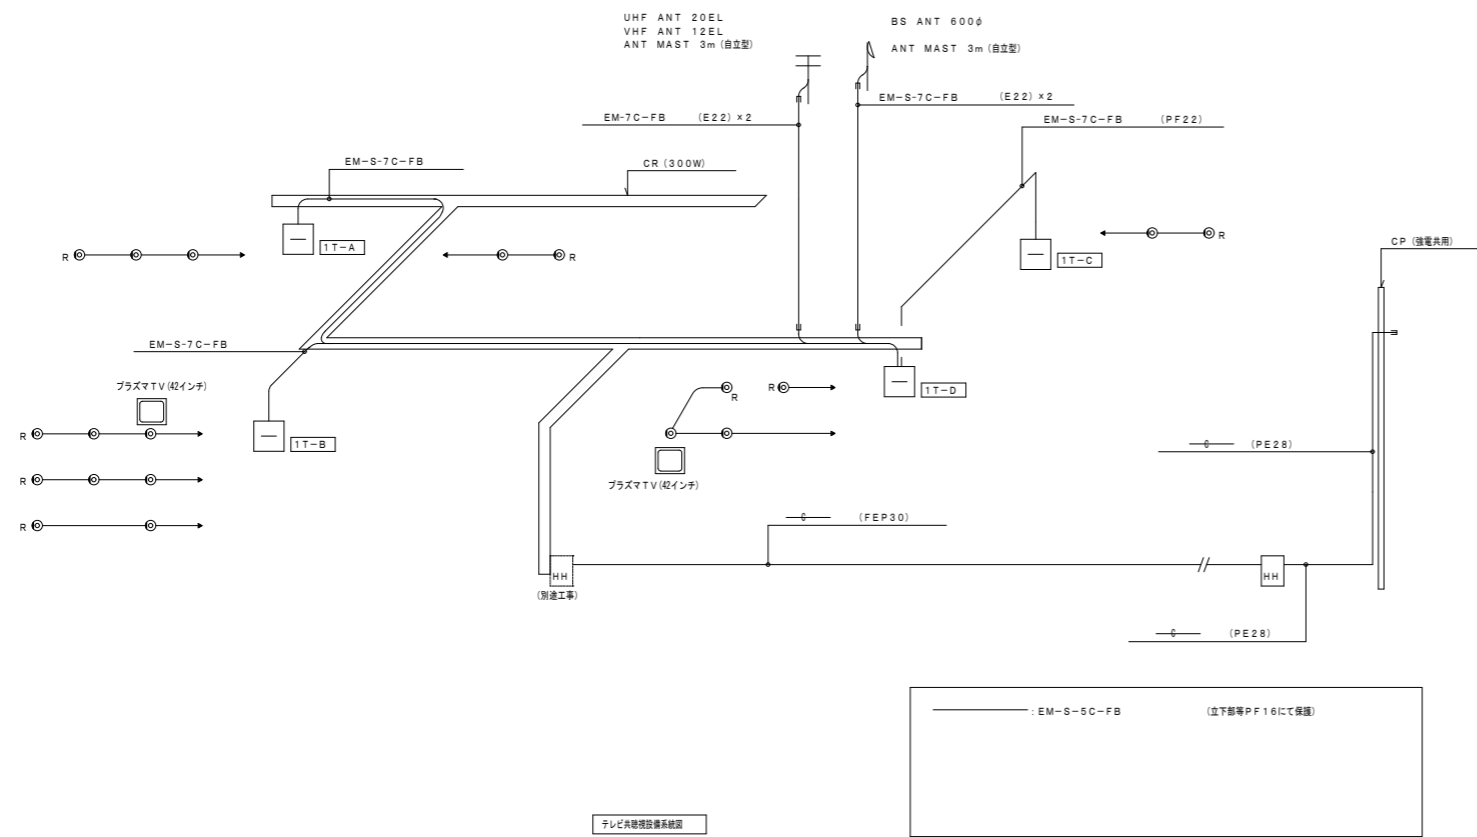 UHF ANT 20EL
VHF ANT 12EL
ANT MAST 3m(自立型)
BS ANT 600φ
ANT MAST 3m(自立型)
EM-7C-FB (E22)×2
EM-S-7C-FB (E22)×2
EM-S-7C-FB (PF22)
EM-S-7C-FB
CR(300W)
1T-A
R
R
1T-C
R
CP(強電共用)
EM-S-7C-FB
プラズマTV(42インチ)
R
1T-B
R
R
R
R
1T-D
プラズマTV(42インチ)
C (PE28)
C (FEP30)
HH
(別途工事)
HH
C (PE28)
:EM-S-5C-FB (立下部等PF16にて保護)
テレビ共聴視設備系統図